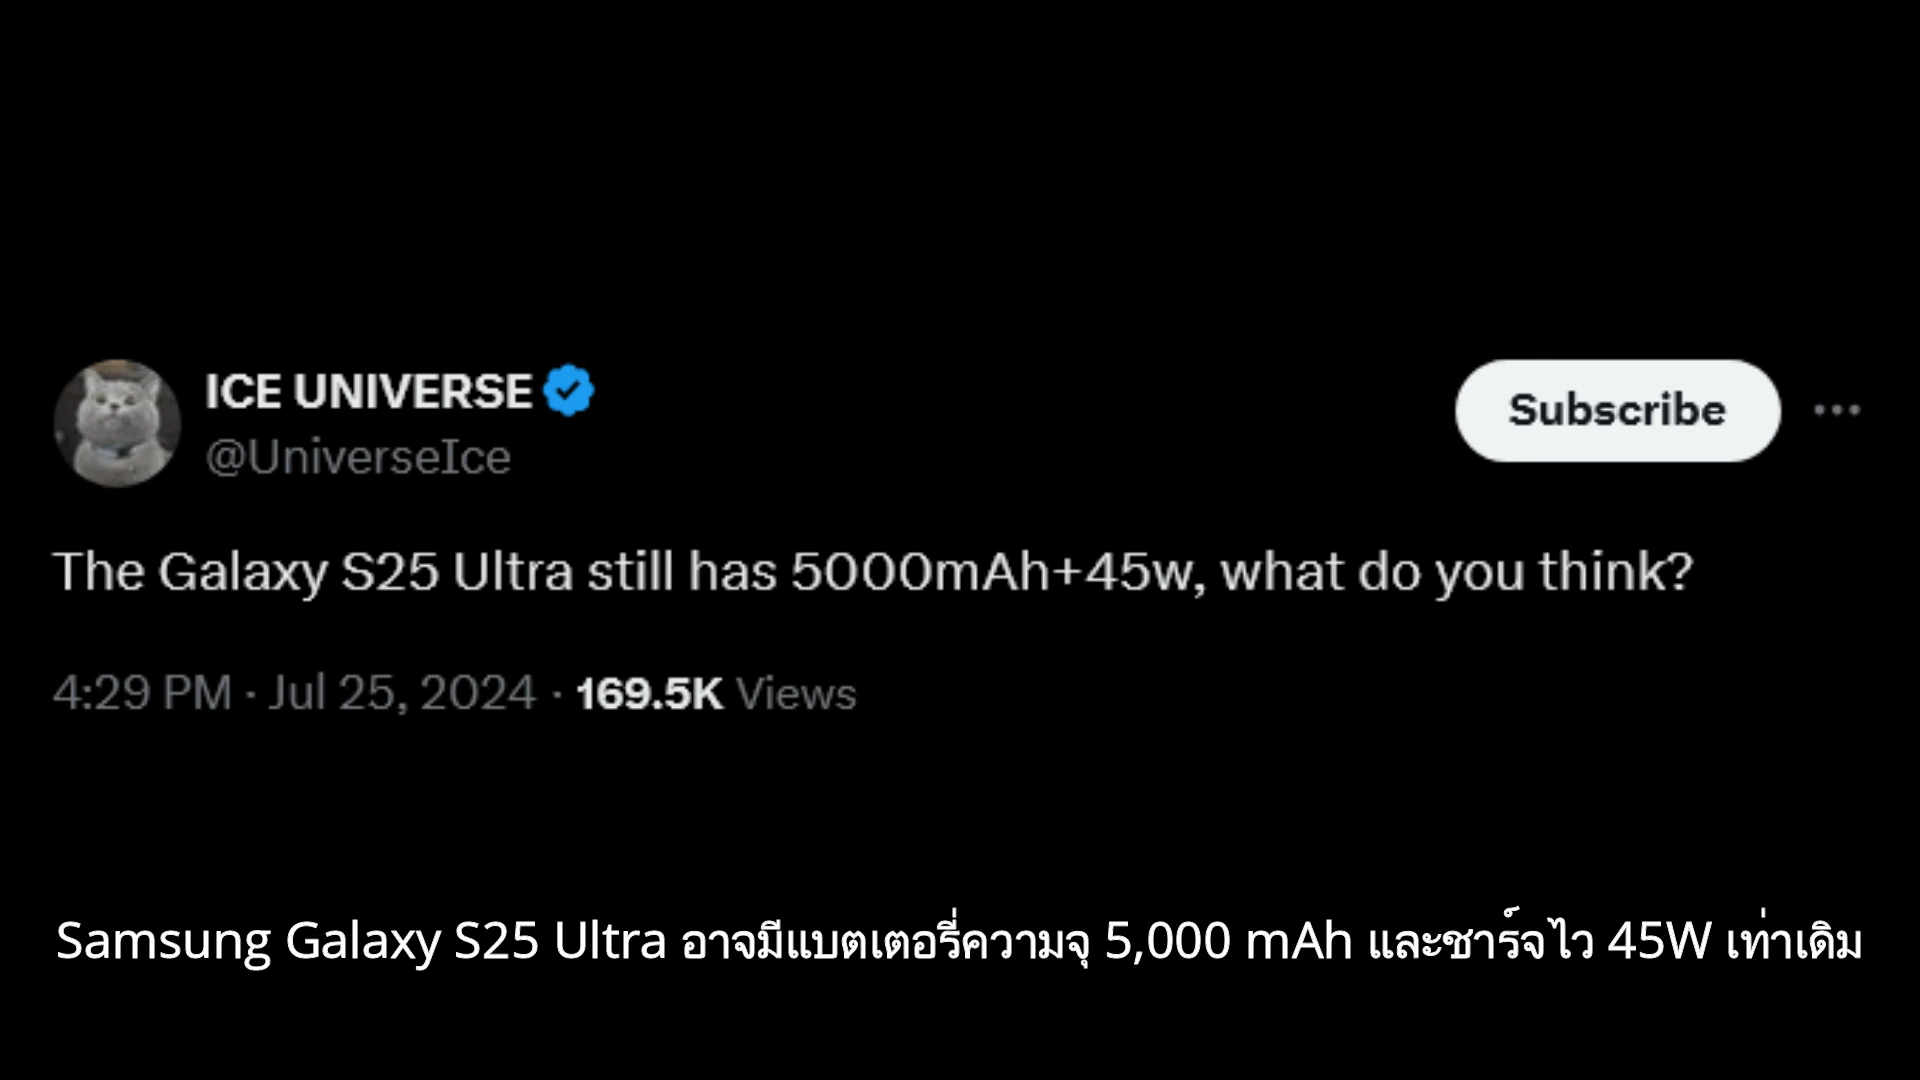 ICE UNIVERSE
@UniverseIce
Subscribe
The Galaxy S25 Ultra still has 5000mAh+45w, what do you think?
4:29 PM · Jul 25, 2024 · 169.5K Views
Samsung Galaxy S25 Ultra อาจมีแบตเตอรี่ความจุ 5,000 mAh และชาร์จไว 45W เท่าเดิม